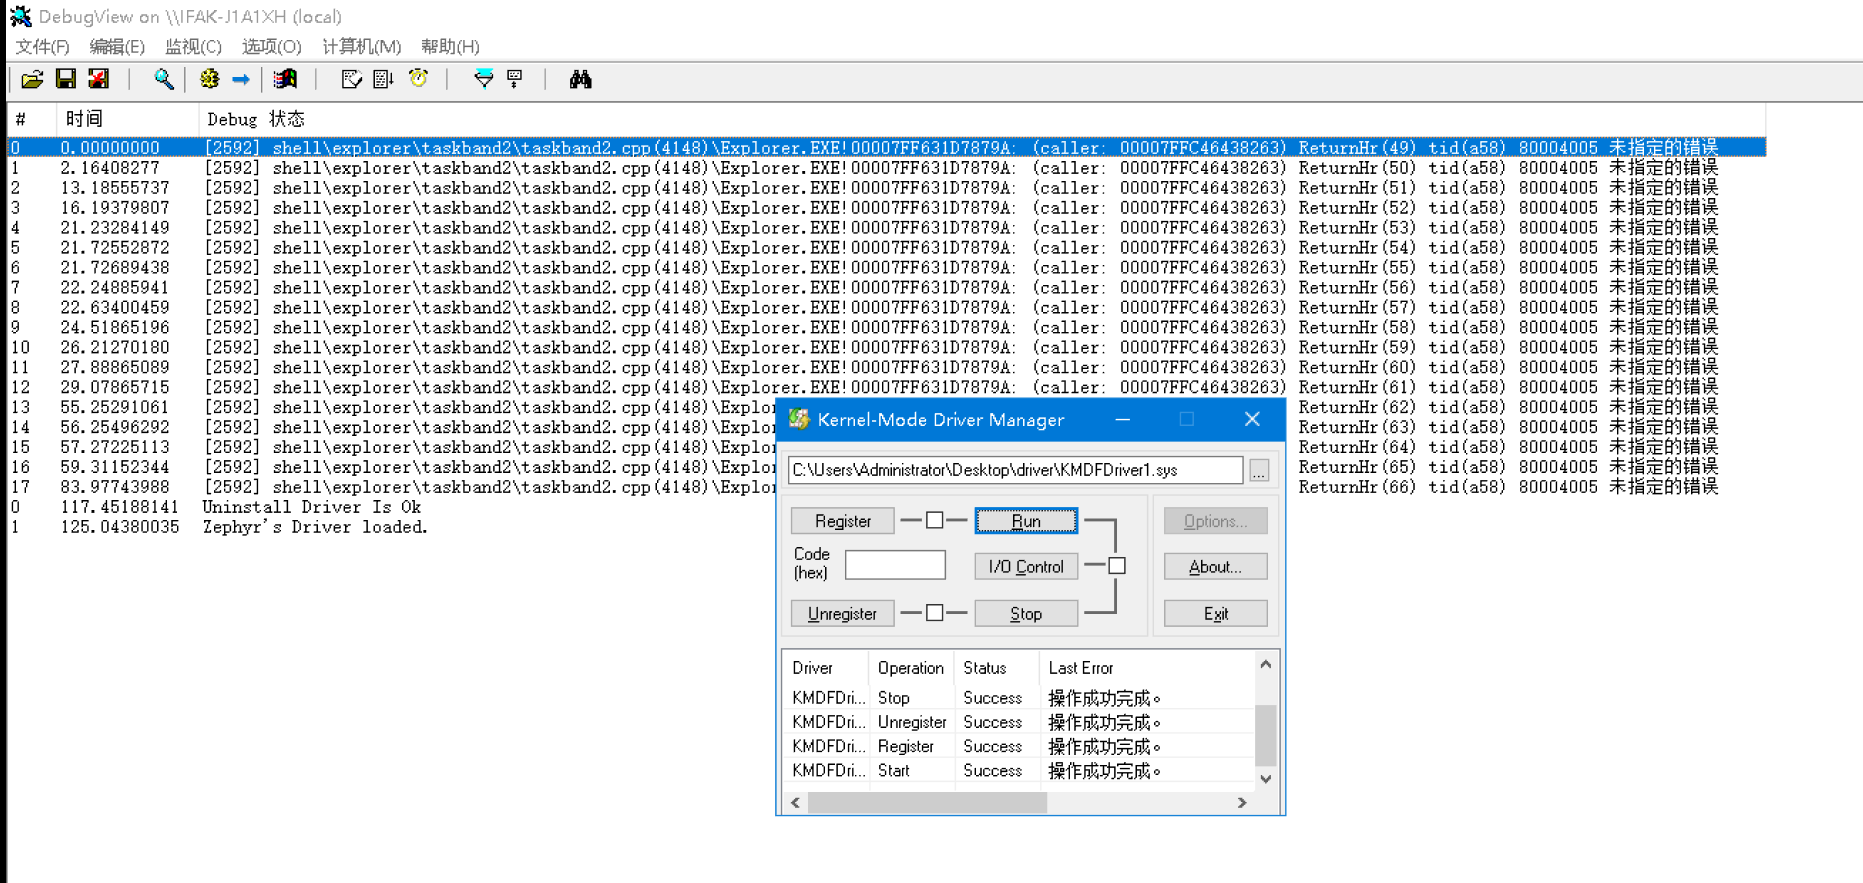 DebugView on \\IFAK-J1A1XH (local)
文件(F) 编辑(E) 监视(C) 选项(O) 计算机(M) 帮助(H)
# 时间 Debug 状态
0 0.00000000 [2592] shell\explorer\taskband2\taskband2.cpp(4148)\Explorer.EXE!00007FF631D7879A: (caller: 00007FFC46438263) ReturnHr(49) tid(a58) 80004005 未指定的错误
1 2.16408277 [2592] shell\explorer\taskband2\taskband2.cpp(4148)\Explorer.EXE!00007FF631D7879A: (caller: 00007FFC46438263) ReturnHr(50) tid(a58) 80004005 未指定的错误
2 13.18555737 [2592] shell\explorer\taskband2\taskband2.cpp(4148)\Explorer.EXE!00007FF631D7879A: (caller: 00007FFC46438263) ReturnHr(51) tid(a58) 80004005 未指定的错误
3 16.19379807 [2592] shell\explorer\taskband2\taskband2.cpp(4148)\Explorer.EXE!00007FF631D7879A: (caller: 00007FFC46438263) ReturnHr(52) tid(a58) 80004005 未指定的错误
4 21.23284149 [2592] shell\explorer\taskband2\taskband2.cpp(4148)\Explorer.EXE!00007FF631D7879A: (caller: 00007FFC46438263) ReturnHr(53) tid(a58) 80004005 未指定的错误
5 21.72552872 [2592] shell\explorer\taskband2\taskband2.cpp(4148)\Explorer.EXE!00007FF631D7879A: (caller: 00007FFC46438263) ReturnHr(54) tid(a58) 80004005 未指定的错误
6 21.72689438 [2592] shell\explorer\taskband2\taskband2.cpp(4148)\Explorer.EXE!00007FF631D7879A: (caller: 00007FFC46438263) ReturnHr(55) tid(a58) 80004005 未指定的错误
7 22.24885941 [2592] shell\explorer\taskband2\taskband2.cpp(4148)\Explorer.EXE!00007FF631D7879A: (caller: 00007FFC46438263) ReturnHr(56) tid(a58) 80004005 未指定的错误
8 22.63400459 [2592] shell\explorer\taskband2\taskband2.cpp(4148)\Explorer.EXE!00007FF631D7879A: (caller: 00007FFC46438263) ReturnHr(57) tid(a58) 80004005 未指定的错误
9 24.51865196 [2592] shell\explorer\taskband2\taskband2.cpp(4148)\Explorer.EXE!00007FF631D7879A: (caller: 00007FFC46438263) ReturnHr(58) tid(a58) 80004005 未指定的错误
10 26.21270180 [2592] shell\explorer\taskband2\taskband2.cpp(4148)\Explorer.EXE!00007FF631D7879A: (caller: 00007FFC46438263) ReturnHr(59) tid(a58) 80004005 未指定的错误
11 27.88865089 [2592] shell\explorer\taskband2\taskband2.cpp(4148)\Explorer.EXE!00007FF631D7879A: (caller: 00007FFC46438263) ReturnHr(60) tid(a58) 80004005 未指定的错误
12 29.07865715 [2592] shell\explorer\taskband2\taskband2.cpp(4148)\Explorer.EXE!00007FF631D7879A: (caller: 00007FFC46438263) ReturnHr(61) tid(a58) 80004005 未指定的错误
13 55.25291061 [2592] shell\explorer\taskband2\taskband2.cpp(4148)\Explo ReturnHr(62) tid(a58) 80004005 未指定的错误
14 56.25496292 [2592] shell\explorer\taskband2\taskband2.cpp(4148)\Explo ReturnHr(63) tid(a58) 80004005 未指定的错误
15 57.27225113 [2592] shell\explorer\taskband2\taskband2.cpp(4148)\Explo ReturnHr(64) tid(a58) 80004005 未指定的错误
16 59.31152344 [2592] shell\explorer\taskband2\taskband2.cpp(4148)\Explo ReturnHr(65) tid(a58) 80004005 未指定的错误
17 83.97743988 [2592] shell\explorer\taskband2\taskband2.cpp(4148)\Explo ReturnHr(66) tid(a58) 80004005 未指定的错误
0 117.45188141 Uninstall Driver Is Ok
1 125.04380035 Zephyr's Driver loaded.
Kernel-Mode Driver Manager
C:\Users\Administrator\Desktop\driver\KMDFDriver1.sys ...
Register Run Options...
Code (hex) I/O Control About...
Unregister Stop Exit
Driver Operation Status Last Error
KMDFDri... Stop Success 操作成功完成。
KMDFDri... Unregister Success 操作成功完成。
KMDFDri... Register Success 操作成功完成。
KMDFDri... Start Success 操作成功完成。